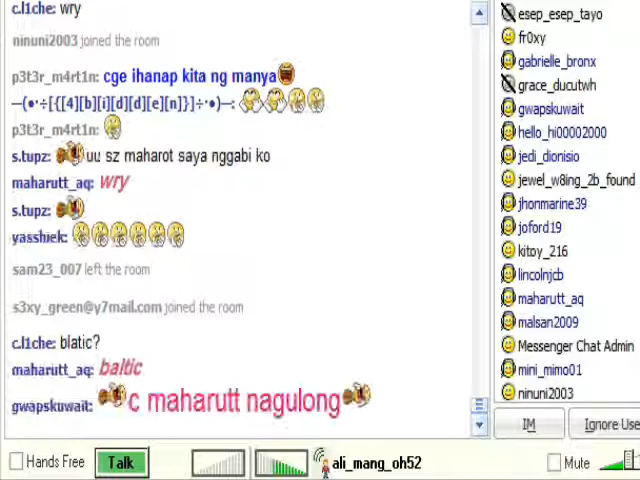 c.l1che: wry
ninuni2003 joined the room
p3t3r_m4rt1n: cge ihanap kita ng manya
—(•·÷[{[4][b][i][d][d][e][n]}]÷·•)—:
p3t3r_m4rt1n:
s.tupz: uu sz maharot saya nggabi ko
maharutt_aq: wry
s.tupz:
yasshiek:
sam23_007 left the room
s3xy_green@y7mail.com joined the room
c.l1che: blatic?
maharutt_aq: baltic
gwapskuwait: c maharutt nagulong
esep_esep_tayo
fr0xy
gabrielle_bronx
grace_ducutwh
gwapskuwait
hello_hi00002000
jedi_dionisio
jewel_w8ing_2b_found
jhonmarine39
joford19
kitoy_216
lincolnjcb
maharutt_aq
malsan2009
Messenger Chat Admin
mini_mimo01
ninuni2003
IM
Ignore Use
Hands Free
Talk
ali_mang_oh52
Mute